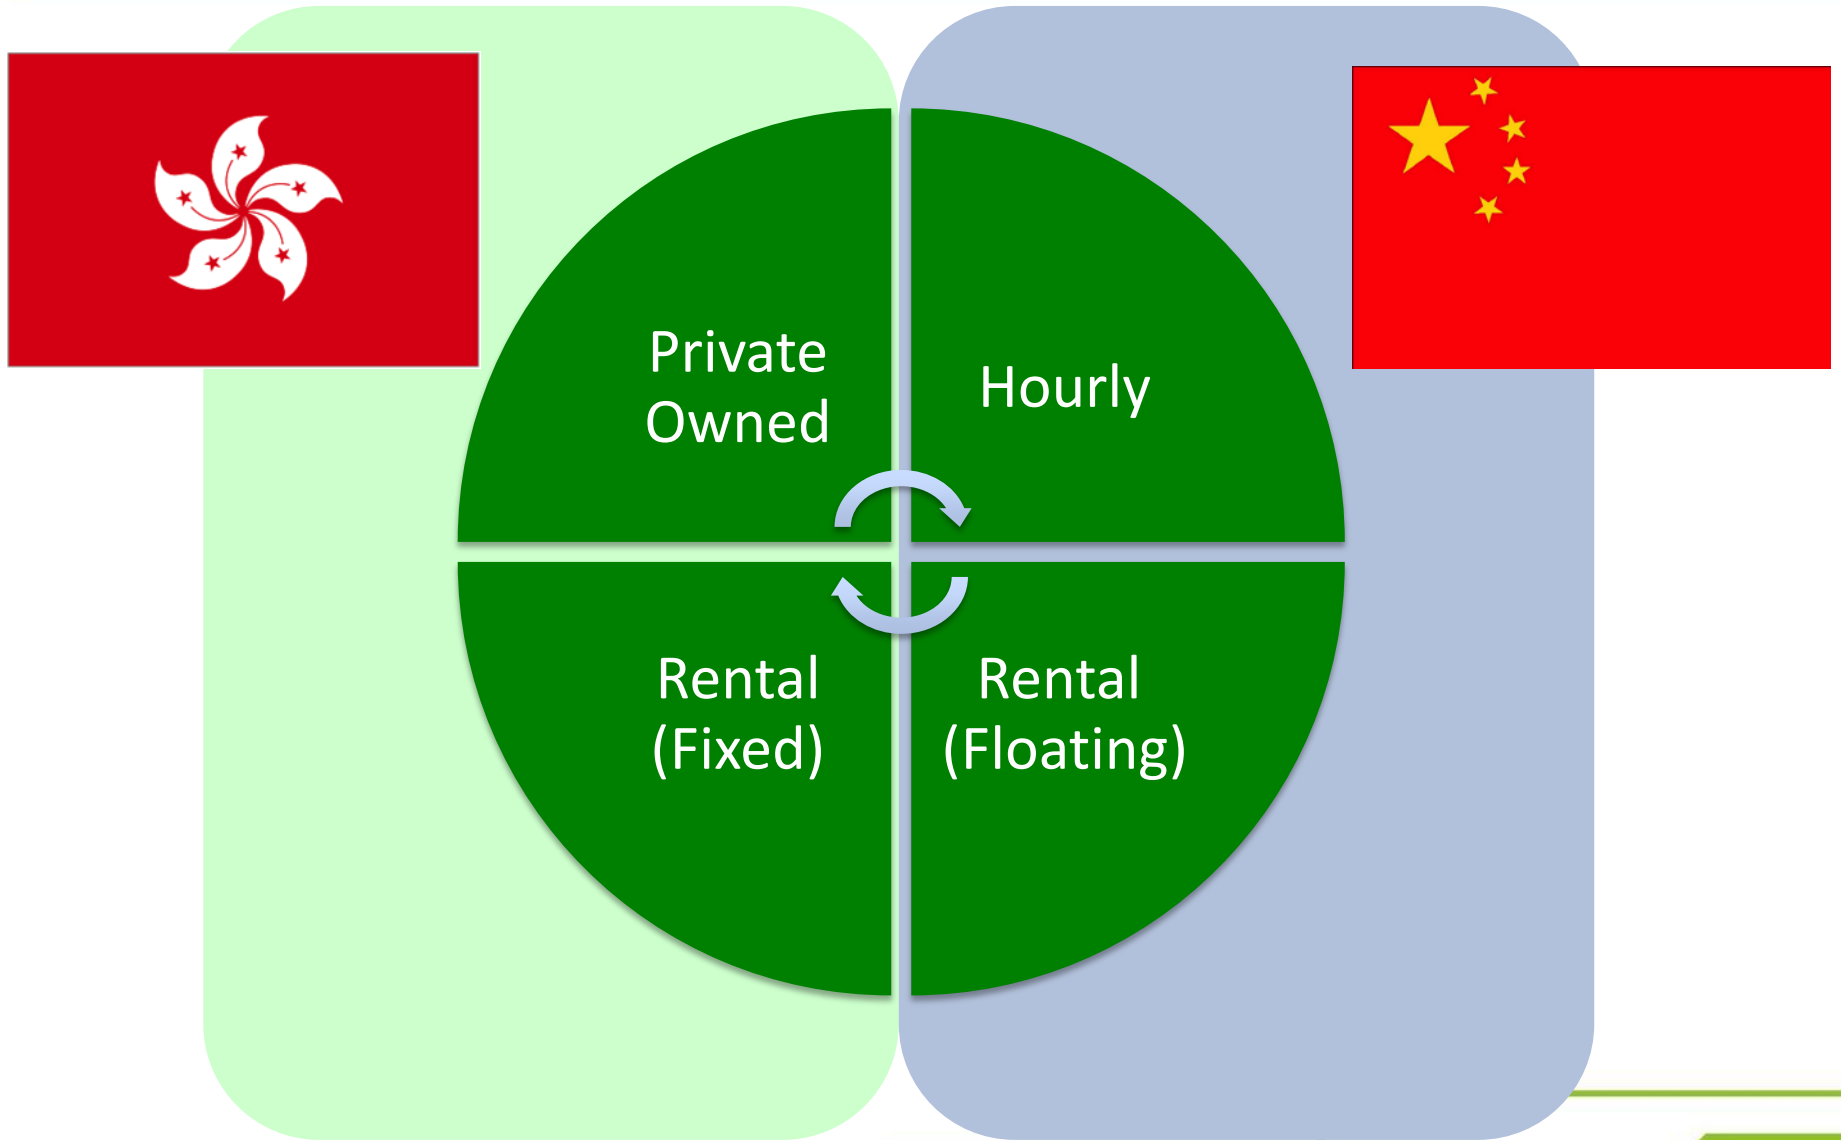 Private
Owned
Hourly
Rental
(Fixed)
Rental
(Floating)